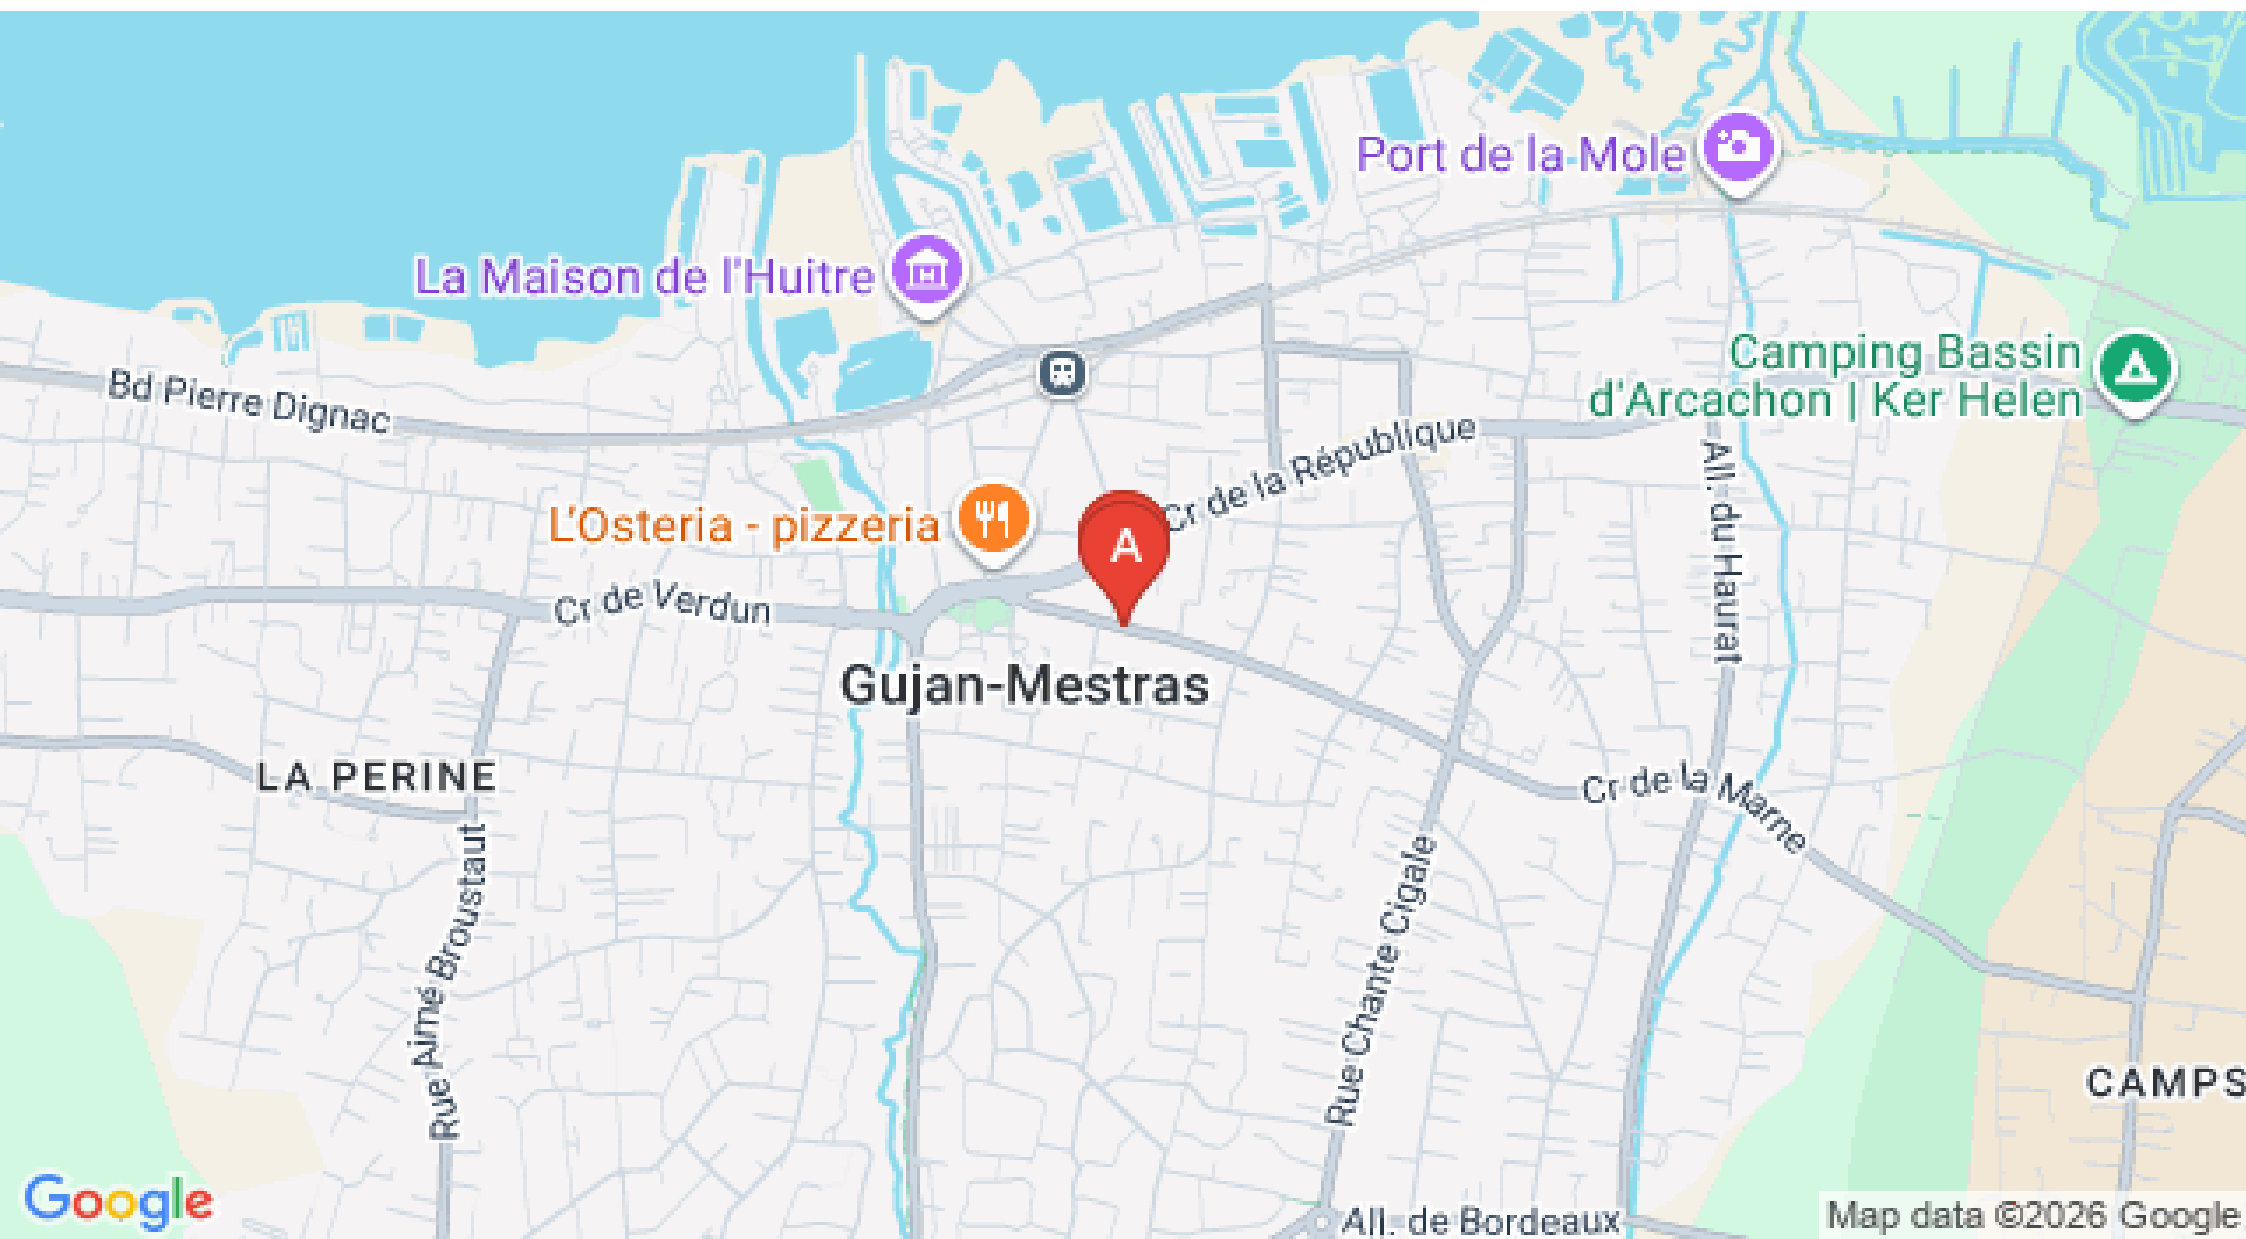 Port de la Mole
La Maison de l'Huitre
Camping Bassin
d'Arcachon | Ker Helen
Bd Pierre Dignac
Cr de la République
All. du Haurat
L'Osteria - pizzeria
A
Cr de Verdun
Gujan-Mestras
LA PERINE
Cr de la Marne
Rue Aimé Broustaut
Rue Chante Cigale
CAMPS
Google
All. de Bordeaux
Map data ©2026 Google